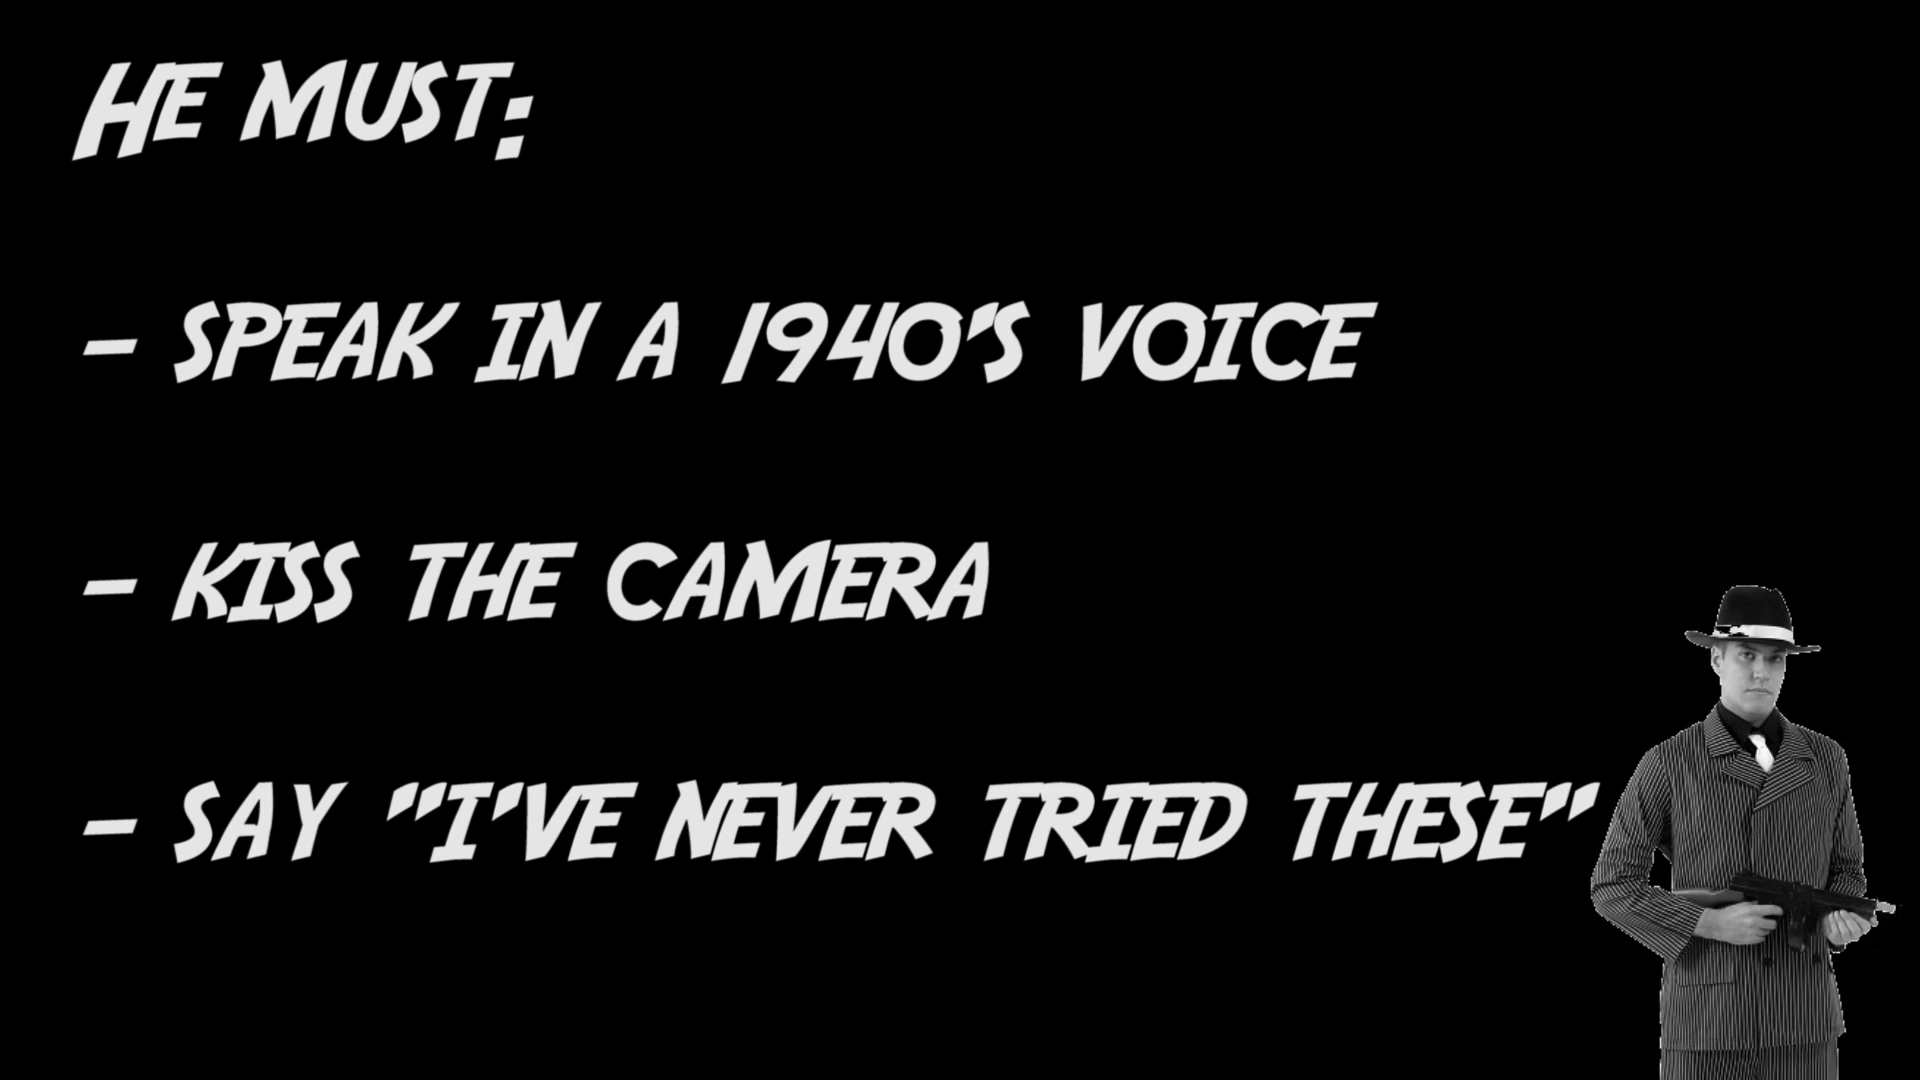 He must:
- speak in a 1940's voice
- kiss the camera
- say "I've never tried these"